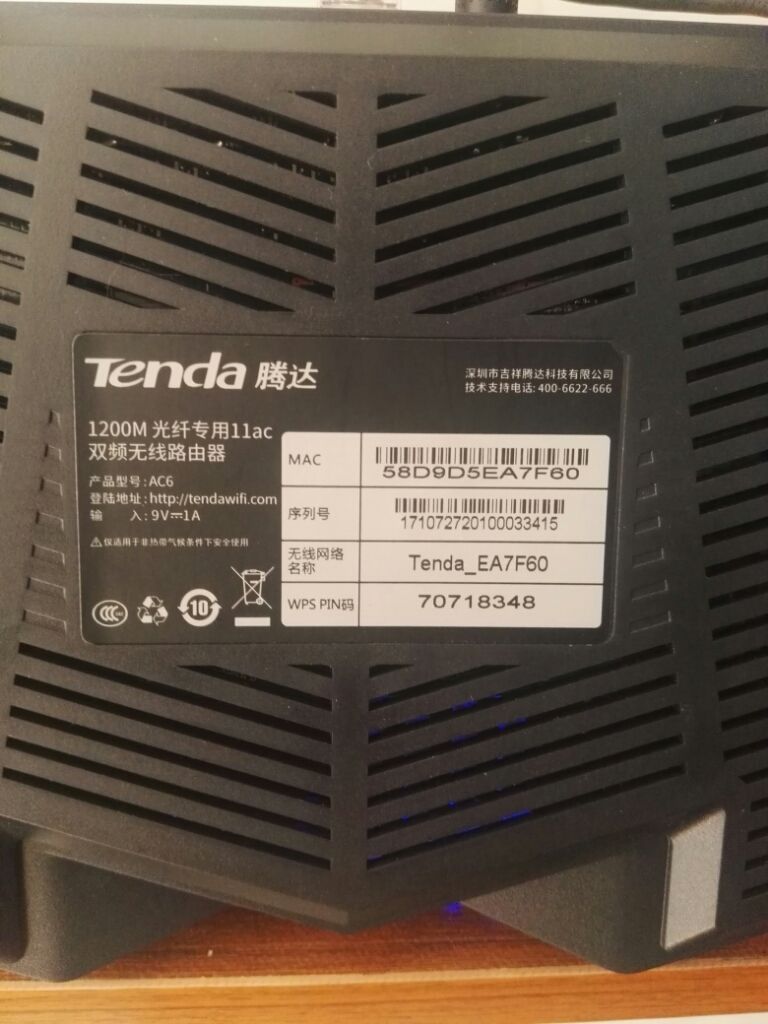 Tenda 腾达
深圳市吉祥腾达科技有限公司
技术支持电话: 400-6622-666
1200M 光纤专用11ac
双频无线路由器
产品型号: AC6
登陆地址: http://tendawifi.com
输 入: 9V⎓1A
⚠仅适用于非热带气候条件下安全使用
CCC
10
MAC
58D9D5EA7F60
序列号
171072720100033415
无线网络
名称
Tenda_EA7F60
WPS PIN码
70718348